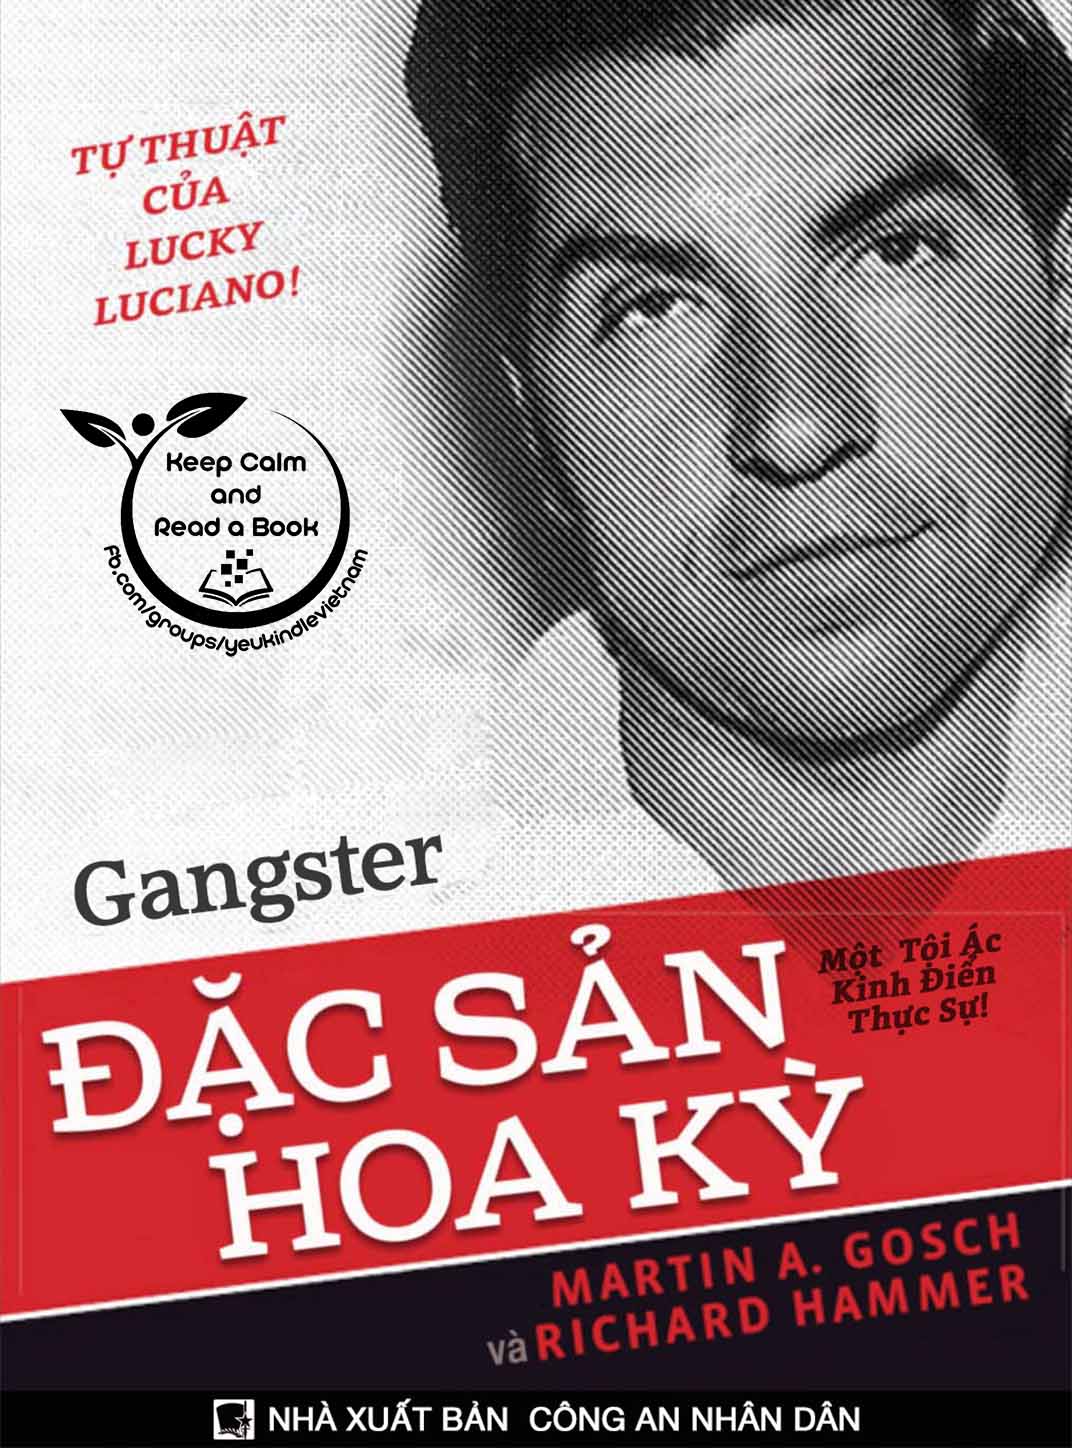 TỰ THUẬT
CỦA
LUCKY
LUCIANO!
Keep Calm
and
Read a Book
Fb.com/groups/yeukindlevietnam
Gangster
ĐẶC SẢN
HOA KỲ
Một Tội Ác
Kinh Điển
Thực Sự!
MARTIN A. GOSCH
và RICHARD HAMMER
NHÀ XUẤT BẢN CÔNG AN NHÂN DÂN